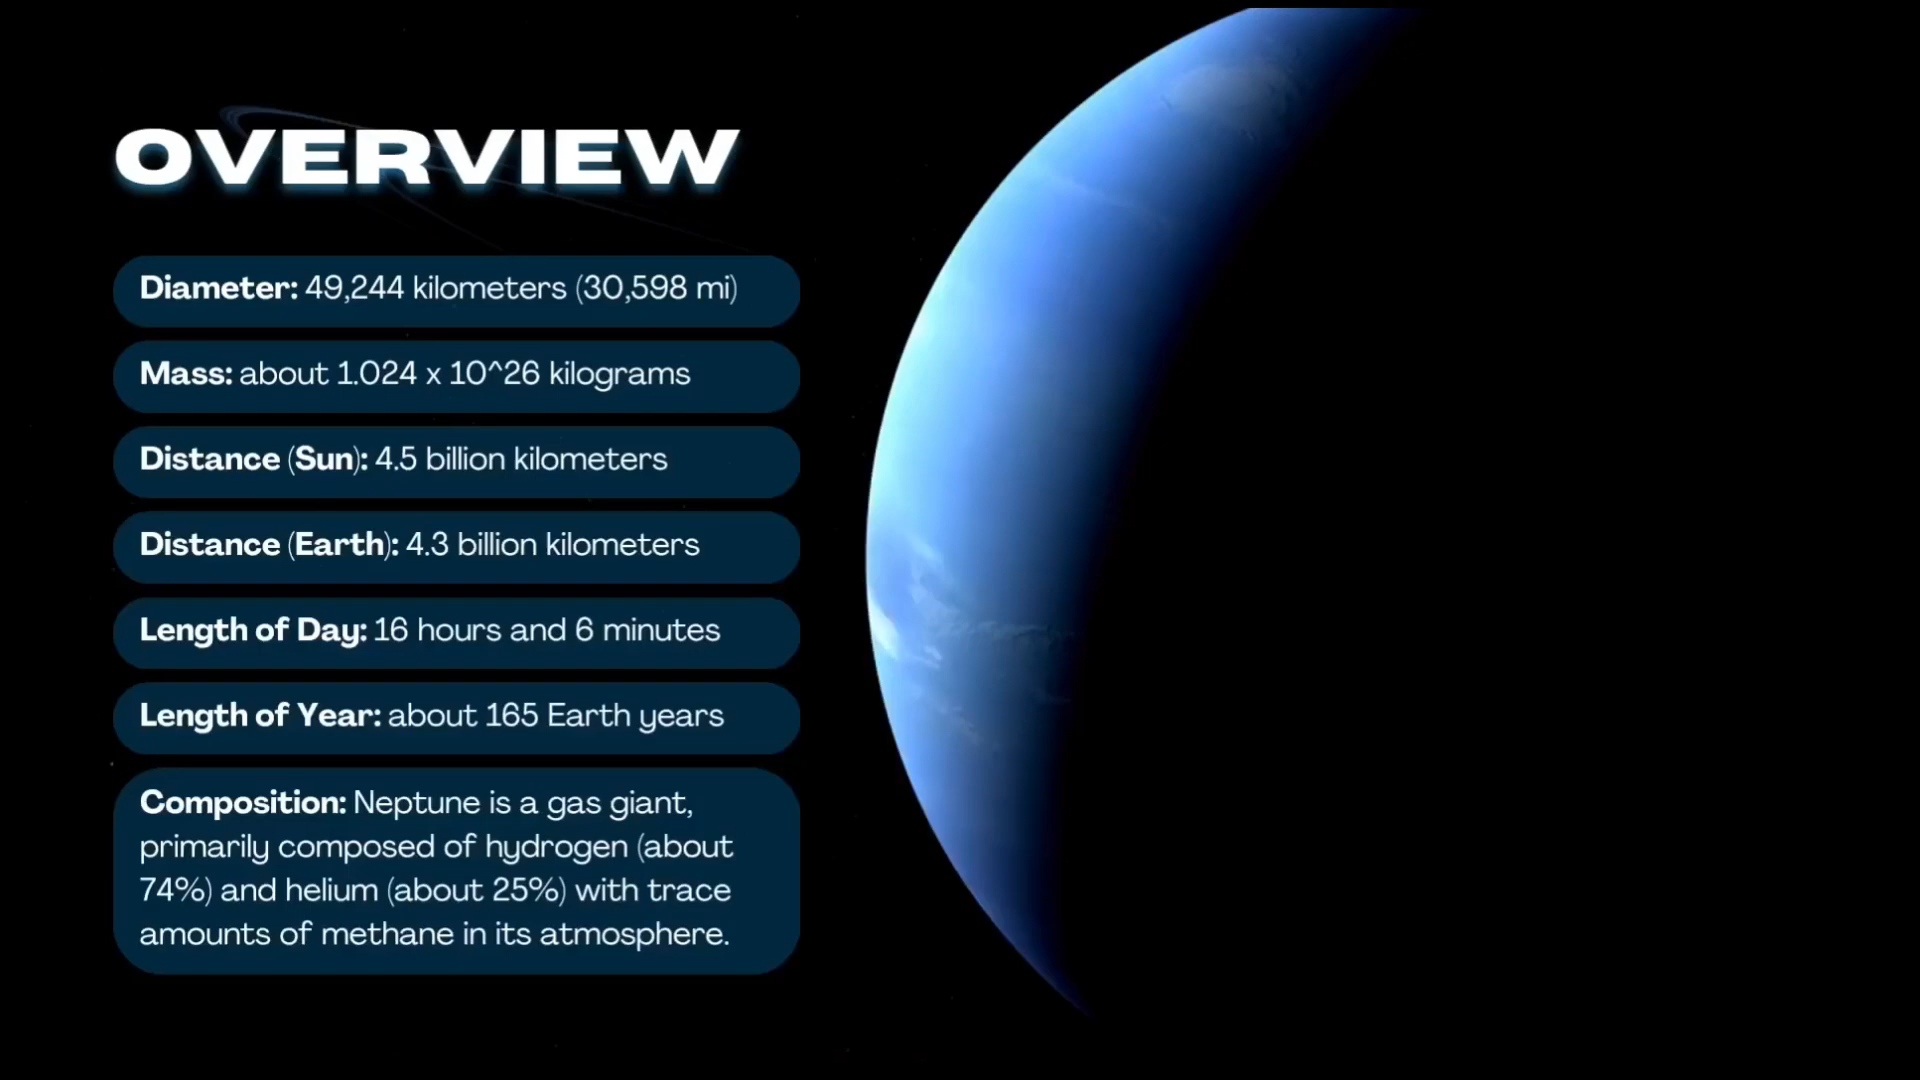 OVERVIEW
Diameter: 49,244 kilometers (30,598 mi)
Mass: about 1.024 x 10^26 kilograms
Distance (Sun): 4.5 billion kilometers
Distance (Earth): 4.3 billion kilometers
Length of Day: 16 hours and 6 minutes
Length of Year: about 165 Earth years
Composition: Neptune is a gas giant,
primarily composed of hydrogen (about
74%) and helium (about 25%) with trace
amounts of methane in its atmosphere.